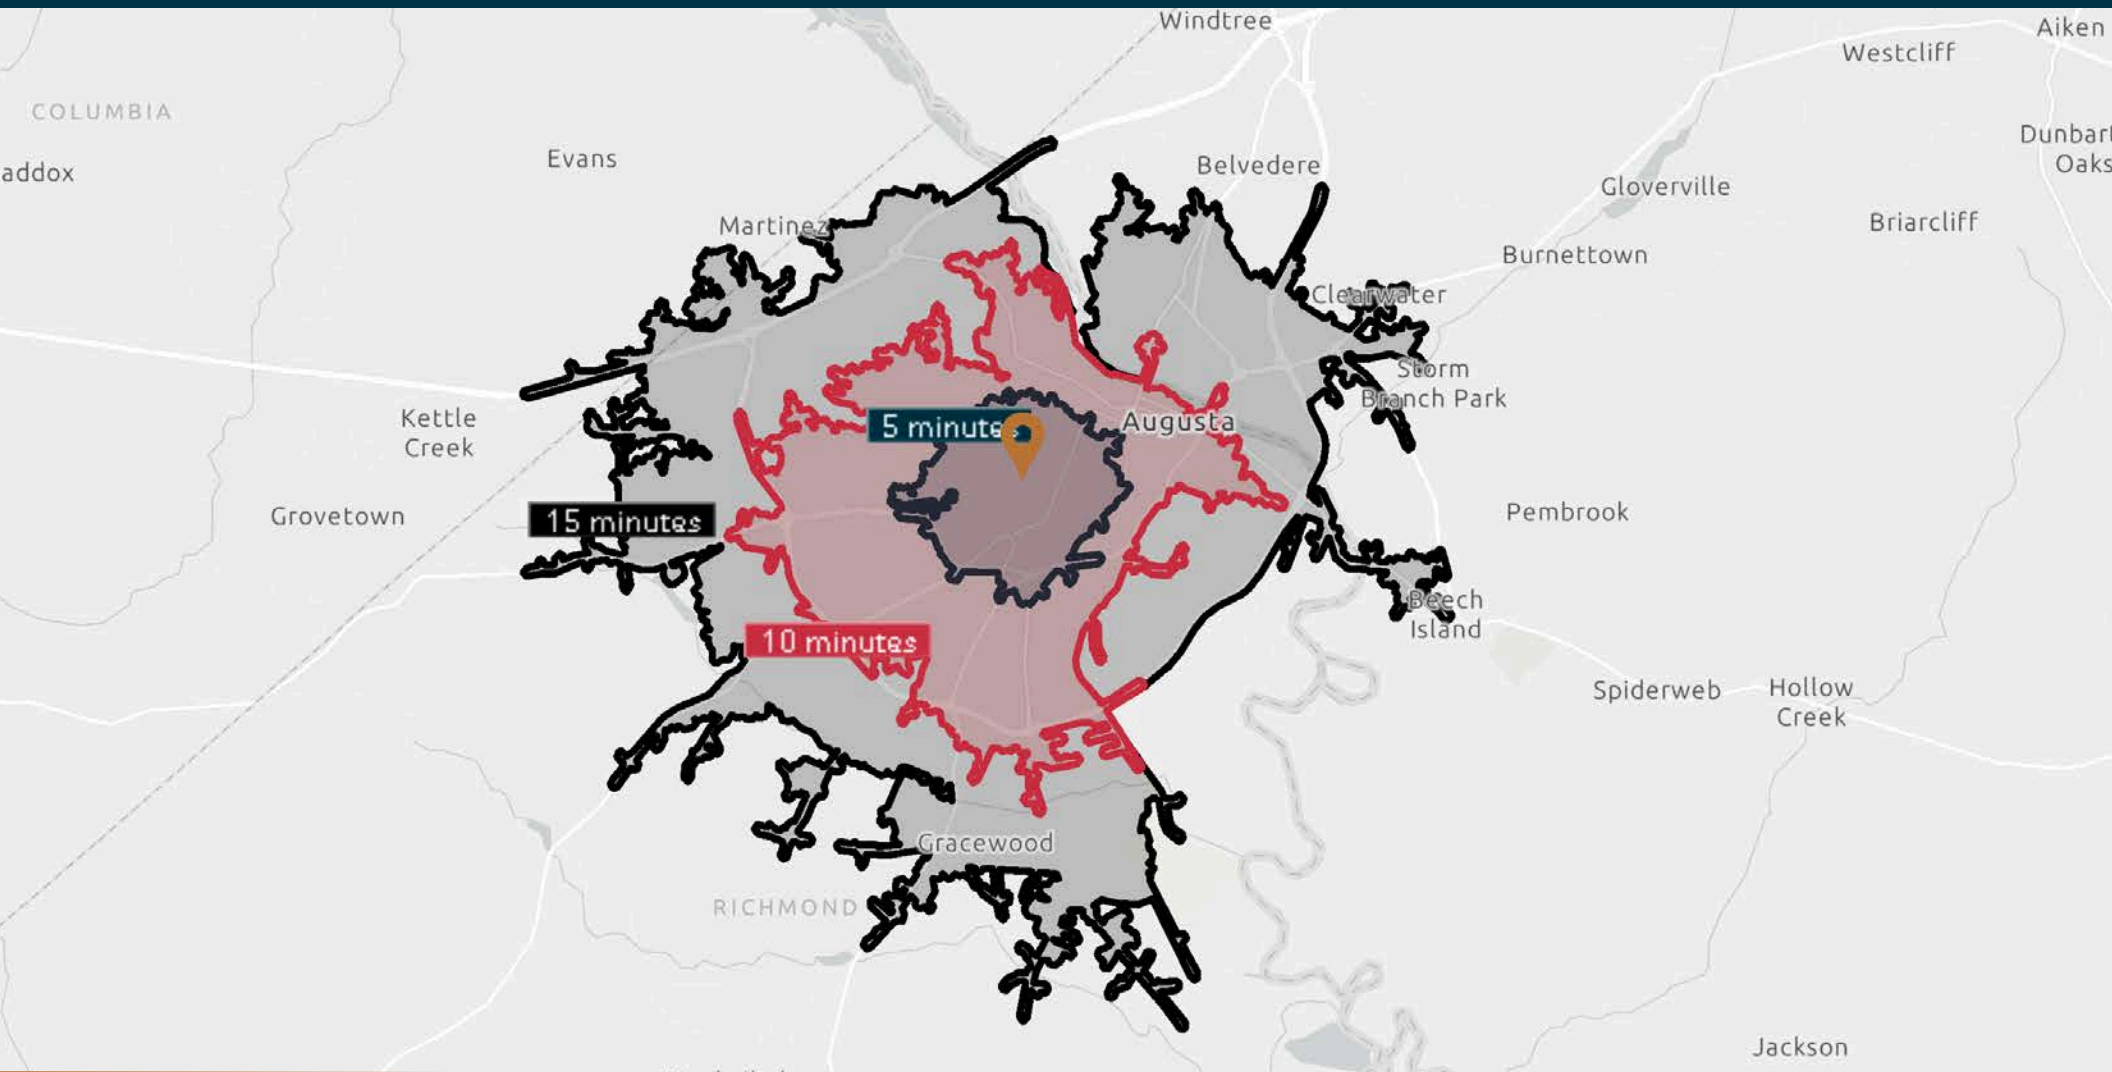 Windtree
Aiken
Westcliff
COLUMBIA
Dunbart
Oaks
Evans
Belvedere
addox
Gloverville
Martinez
Briarcliff
Burnettown
Clearwater
Storm
Branch Park
Kettle
Creek
5 minutes
Augusta
Grovetown
15 minutes
Pembrook
Beech
Island
10 minutes
Spiderweb
Hollow
Creek
Gracewood
RICHMOND
Jackson